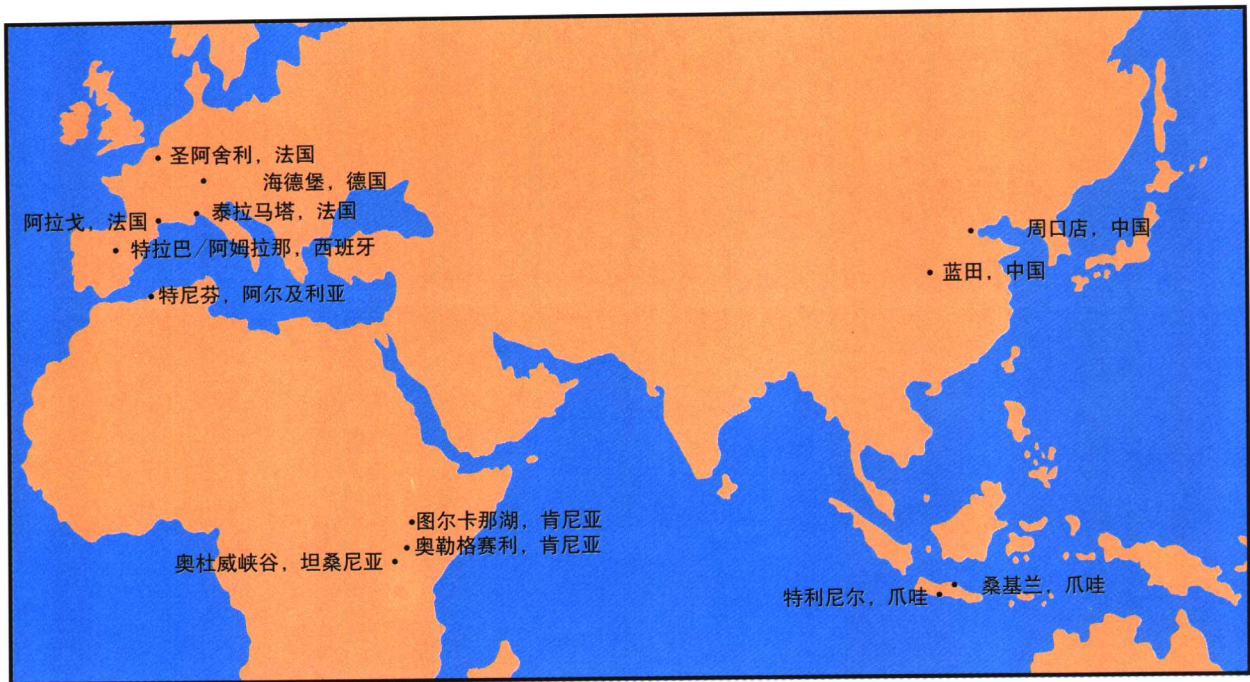 圣阿舍利，法国
海德堡，德国
泰拉马塔，法国
阿拉戈，法国
特拉巴/阿姆拉那，西班牙
特尼芬，阿尔及利亚
周口店，中国
蓝田，中国
图尔卡那湖，肯尼亚
奥勒格赛利，肯尼亚
奥杜威峡谷，坦桑尼亚
桑基兰，爪哇
特利尼尔，爪哇